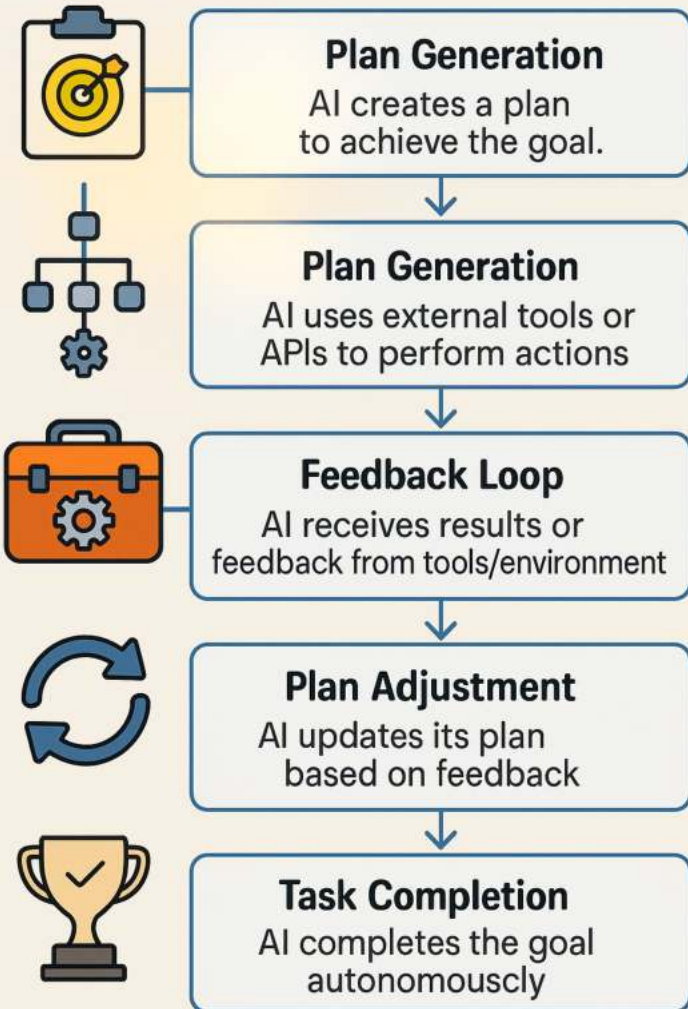 Plan Generation
AI creates a plan
to achieve the goal.
Plan Generation
AI uses external tools or
APIs to perform actions
Feedback Loop
AI receives results or
feedback from tools/environment
Plan Adjustment
AI updates its plan
based on feedback
Task Completion
AI completes the goal
autonomouscly